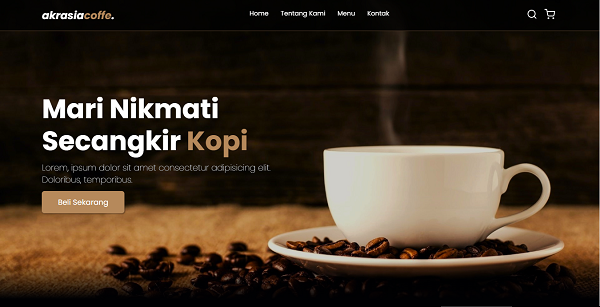 akrasiacoffe.
Home Tentang Kami Menu Kontak
Mari Nikmati
Secangkir Kopi
Lorem, ipsum dolor sit amet consectetur adipisicing elit.
Doloribus, temporibus.
Beli Sekarang